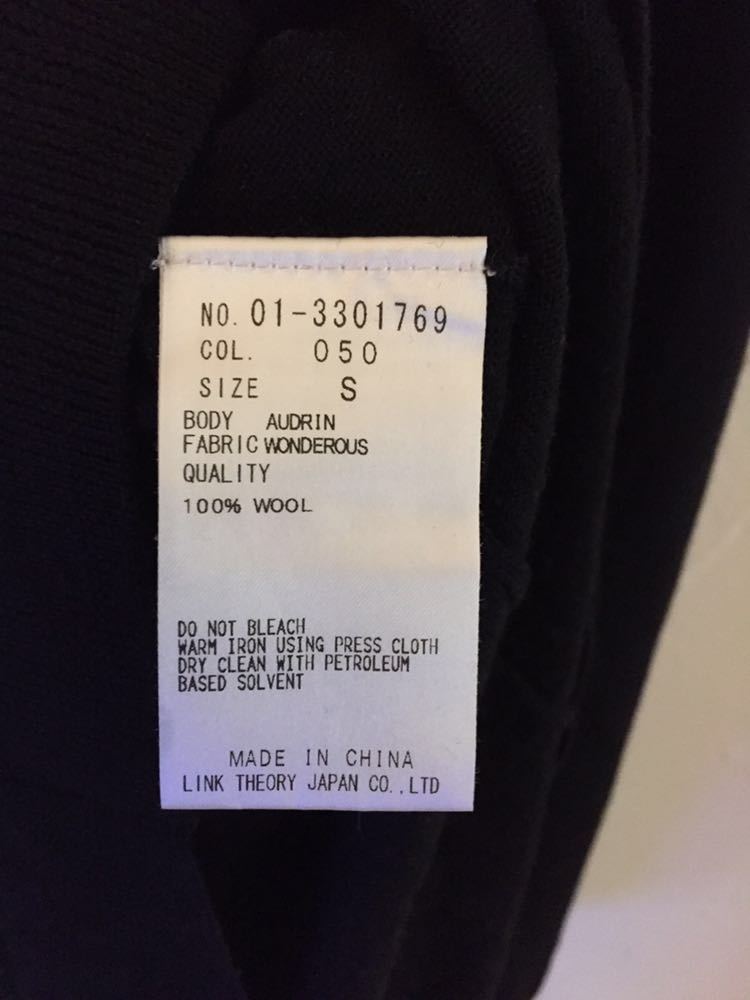 NO. 01-3301769
COL. 050
SIZE S
BODY AUDRIN
FABRIC WONDEROUS
QUALITY
100% WOOL
DO NOT BLEACH
WARM IRON USING PRESS CLOTH
DRY CLEAN WITH PETROLEUM
BASED SOLVENT
MADE IN CHINA
LINK THEORY JAPAN CO.,LTD